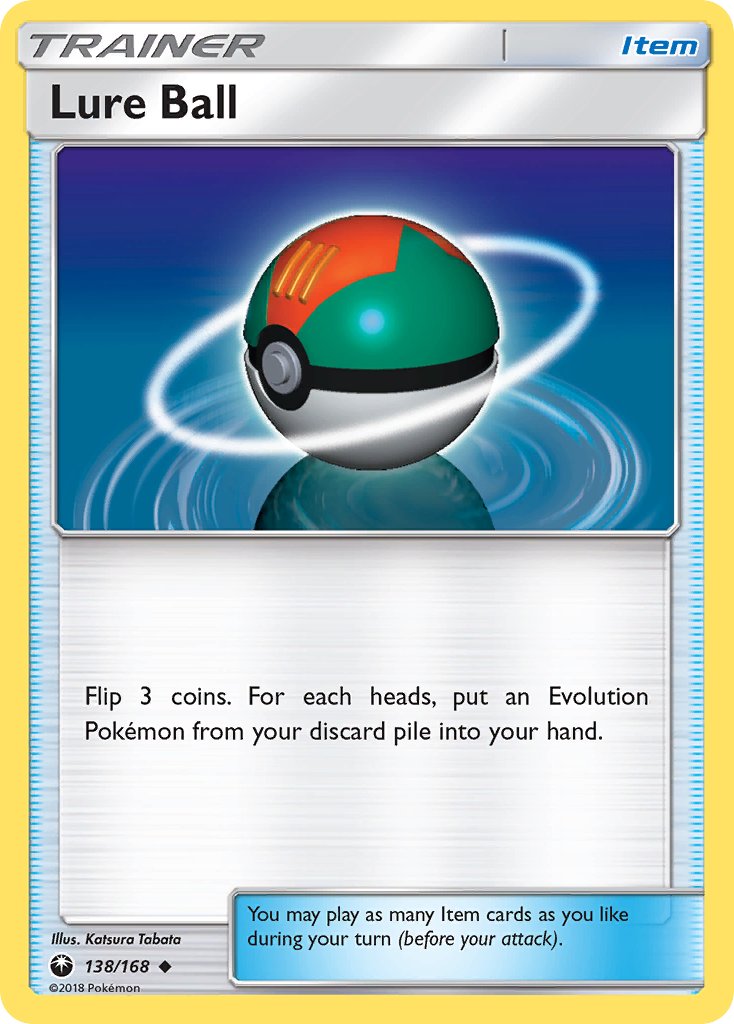 TRAINER
Item
Lure Ball
Flip 3 coins. For each heads, put an Evolution
Pokémon from your discard pile into your hand.
You may play as many Item cards as you like
during your turn (before your attack).
Illus. Katsura Tabata
138/168
©2018 Pokémon